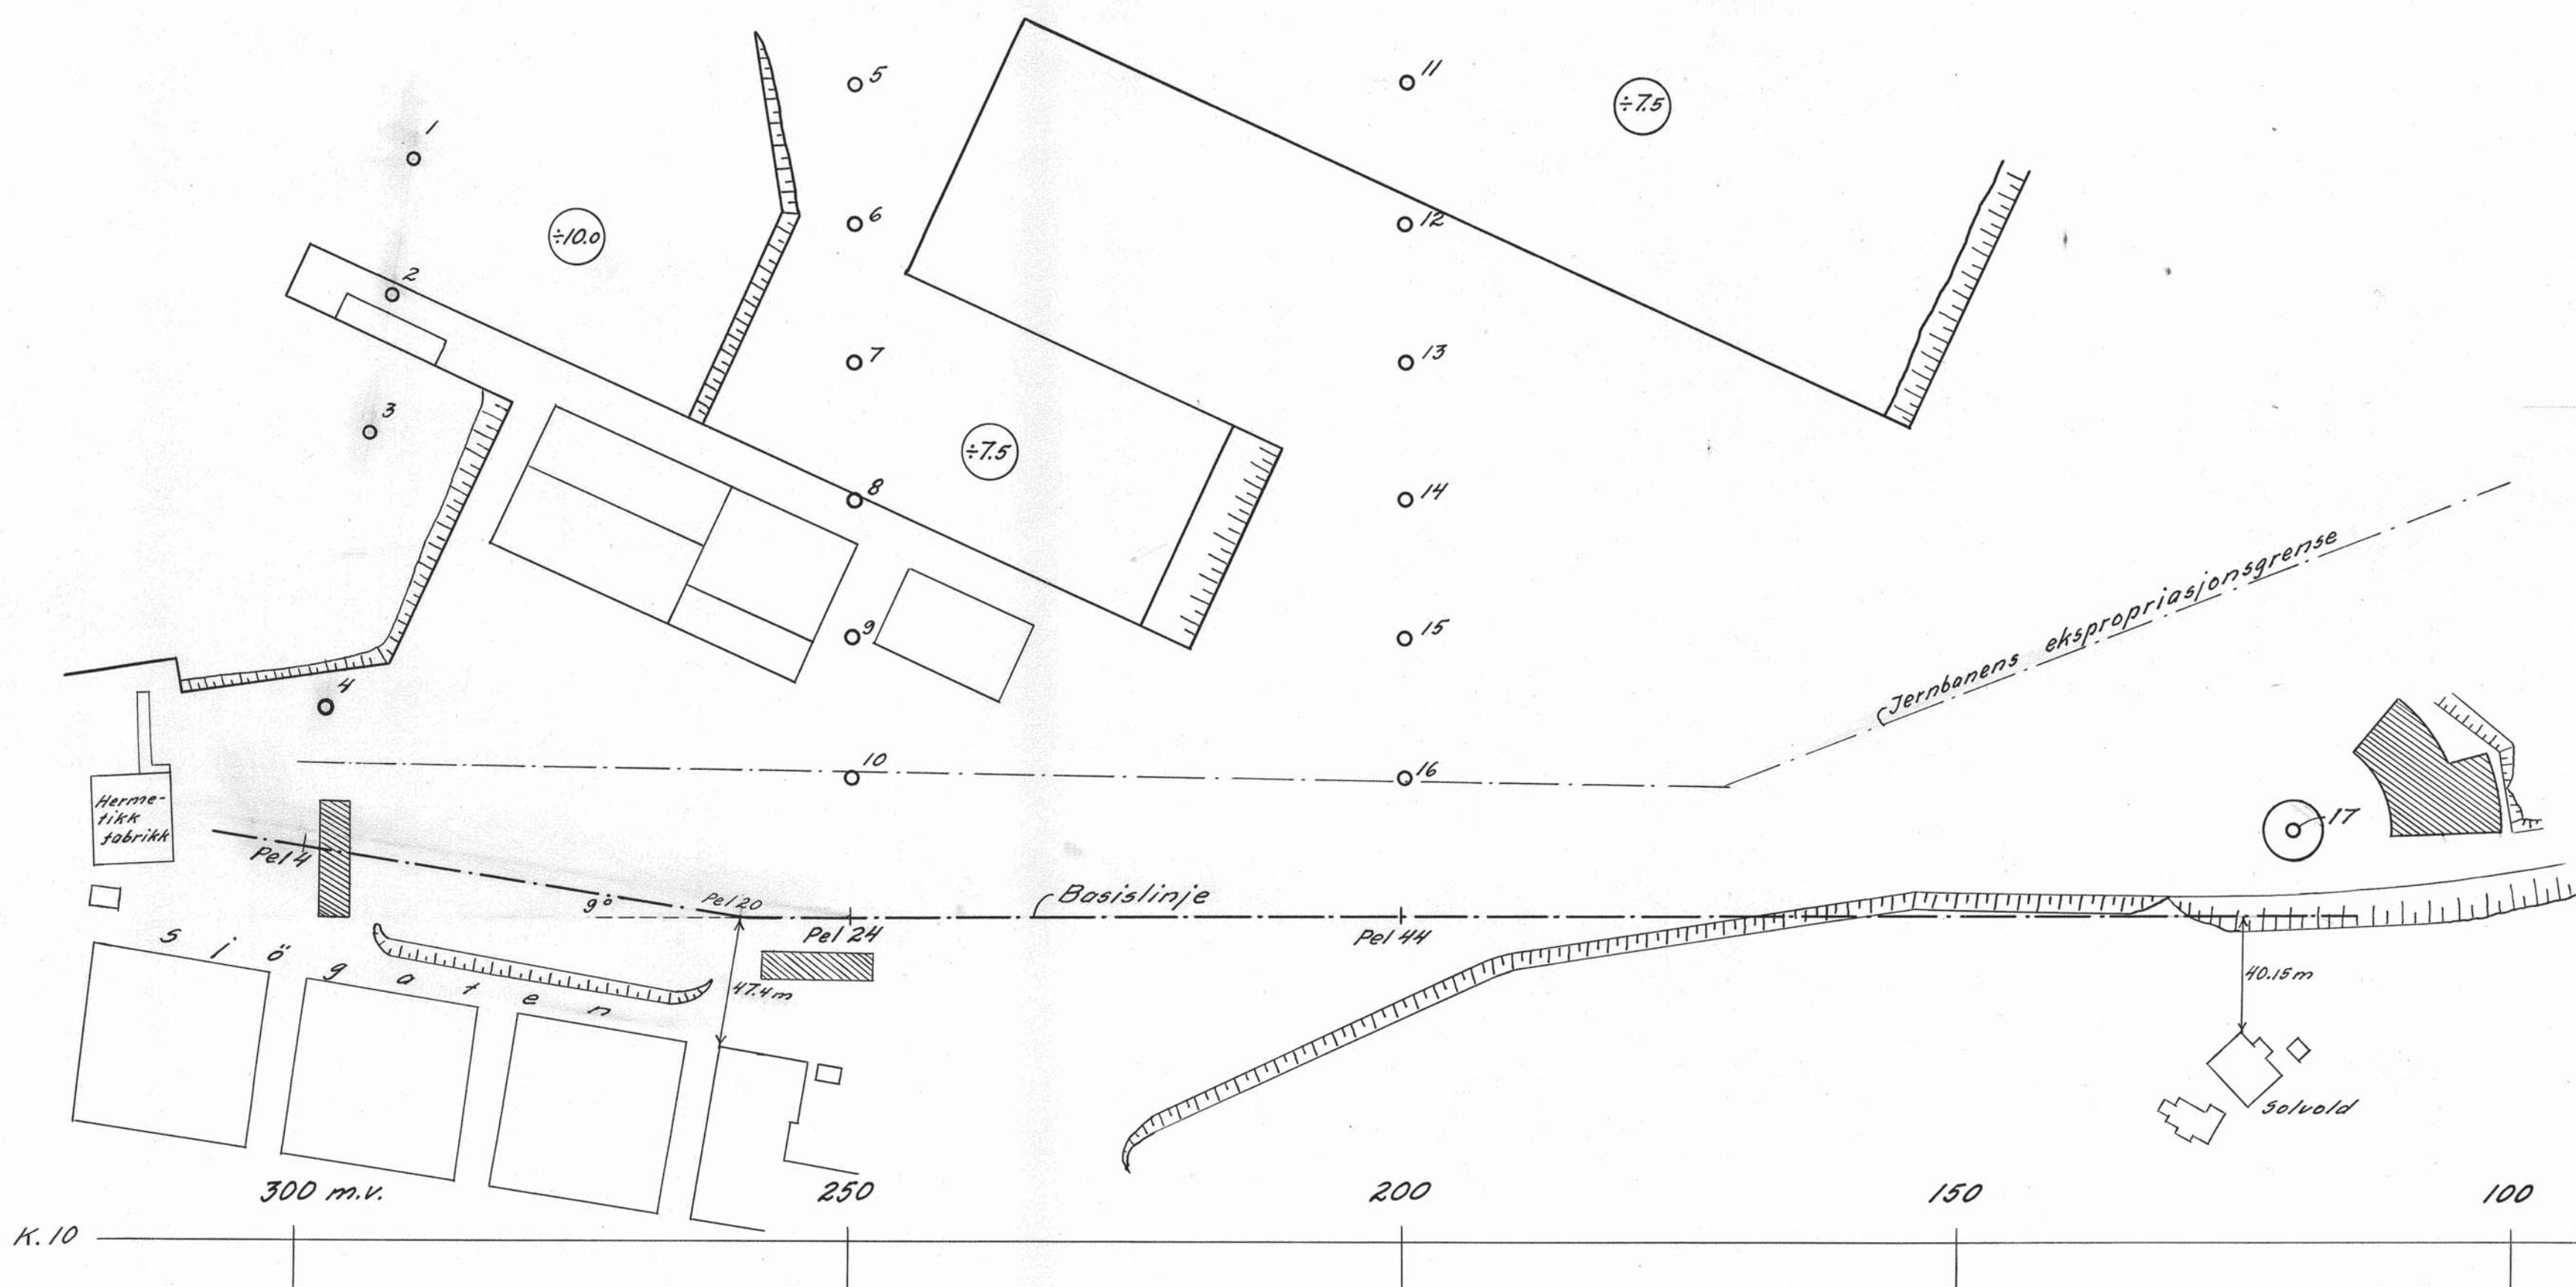 5
11
÷7.5
1
6
12
÷10.0
2
7
13
3
÷7.5
8
14
9
15
Jernbanens ekspropriasjonsgrense
4
10
16
Herme-
tikk
fabrikk
17
Pel 4
9°
Pel 20
Basislinje
Pel 24
Pel 44
Sjögaten
47.4 m
40.15 m
Solvold
300 m.v.
250
200
150
100
K. 10